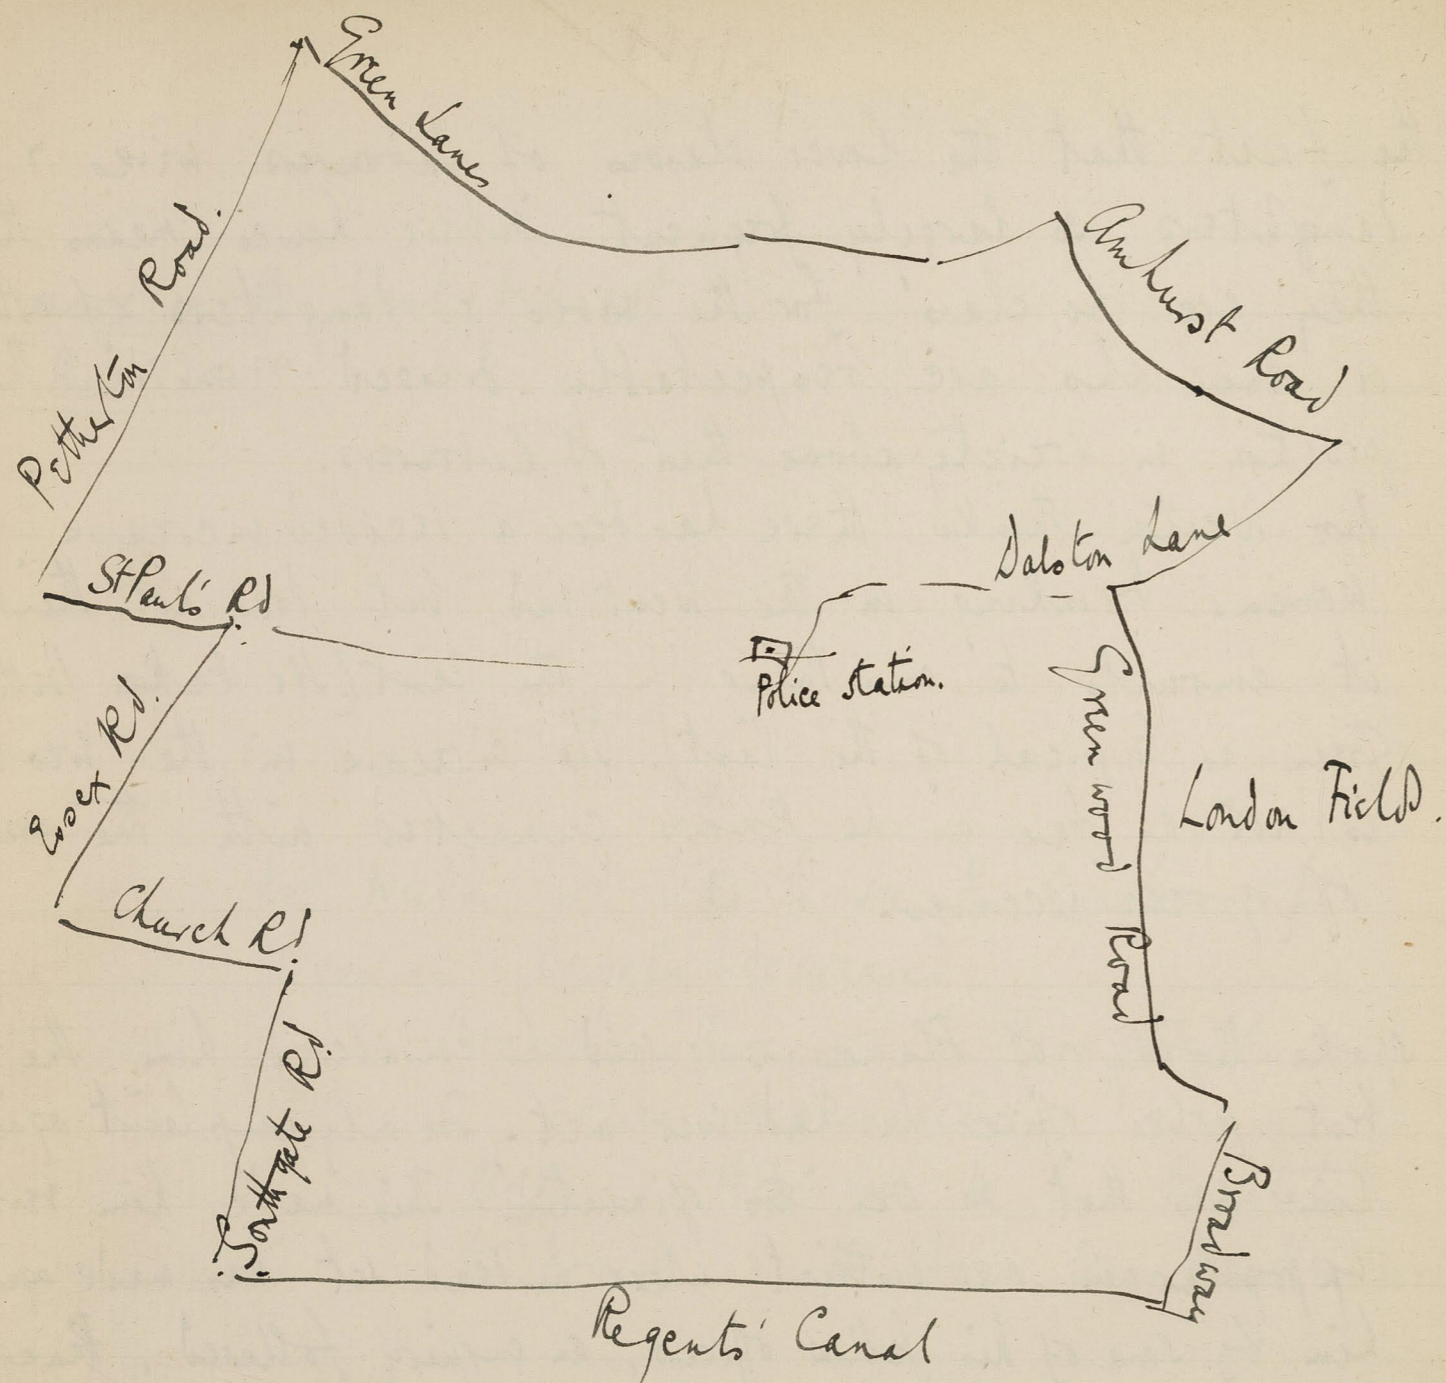 Green Lanes
Amhurst Road
Petherton Road.
Dalston Lane
St Paul's Rd
Police Station.
Greenwood Road
Essex Rd.
London Fields.
Church Rd
Southgate Rd
Broadway
Regents' Canal